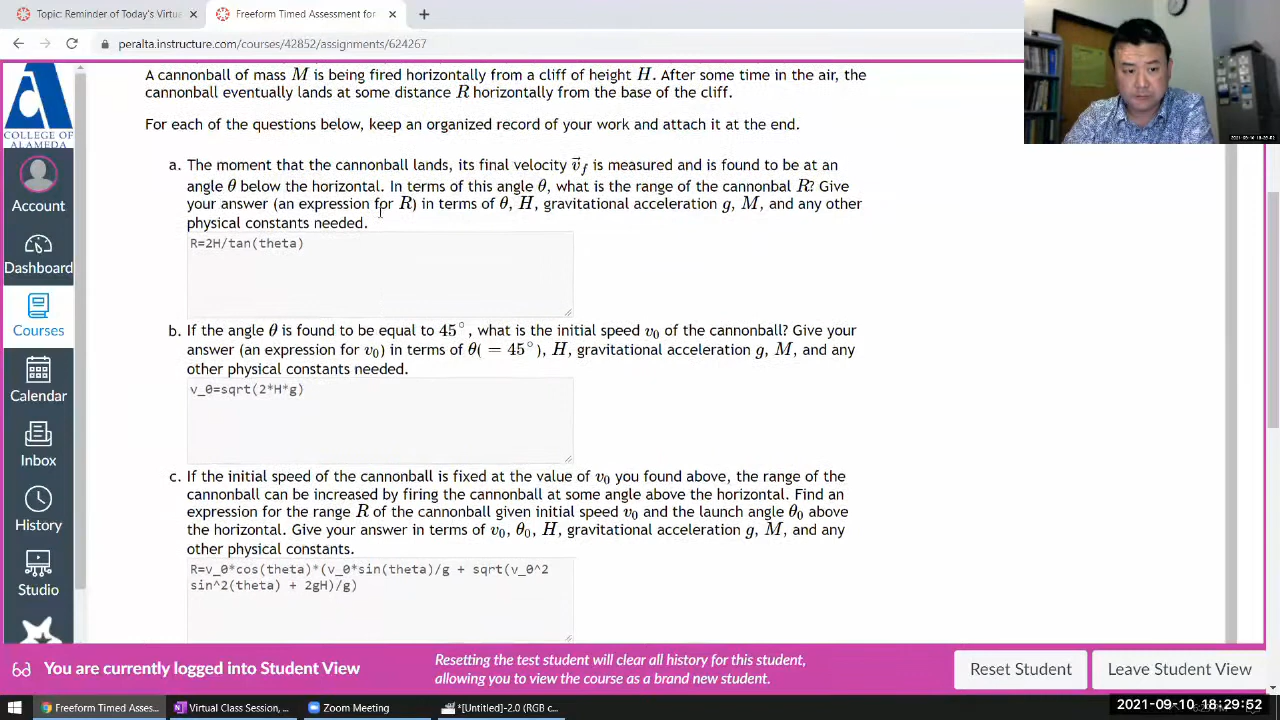 Topic: Reminder of Today's Virtu
Freeform Timed Assessment for
peralta.instructure.com/courses/42852/assignments/624267
A cannonball of mass M is being fired horizontally from a cliff of height H. After some time in the air, the
cannonball eventually lands at some distance R horizontally from the base of the cliff.
For each of the questions below, keep an organized record of your work and attach it at the end.
a. The moment that the cannonball lands, its final velocity v⃗f is measured and is found to be at an
angle θ below the horizontal. In terms of this angle θ, what is the range of the cannonbal R? Give
your answer (an expression for R) in terms of θ, H, gravitational acceleration g, M, and any other
physical constants needed.
R=2H/tan(theta)
b. If the angle θ is found to be equal to 45°, what is the initial speed v0 of the cannonball? Give your
answer (an expression for v0) in terms of θ( = 45°), H, gravitational acceleration g, M, and any
other physical constants needed.
v_0=sqrt(2*H*g)
c. If the initial speed of the cannonball is fixed at the value of v0 you found above, the range of the
cannonball can be increased by firing the cannonball at some angle above the horizontal. Find an
expression for the range R of the cannonball given initial speed v0 and the launch angle θ0 above
the horizontal. Give your answer in terms of v0, θ0, H, gravitational acceleration g, M, and any
other physical constants.
R=v_0*cos(theta)*(v_0*sin(theta)/g + sqrt(v_0^2
sin^2(theta) + 2gH)/g)
COLLEGE OF
ALAMEDA
Account
Dashboard
Courses
Calendar
Inbox
History
Studio
You are currently logged into Student View
Resetting the test student will clear all history for this student,
allowing you to view the course as a brand new student.
Reset Student
Leave Student View
Freeform Timed Asses...
Virtual Class Session, ...
Zoom Meeting
*[Untitled]-2.0 (RGB c...
2021-09-10 18:29:52